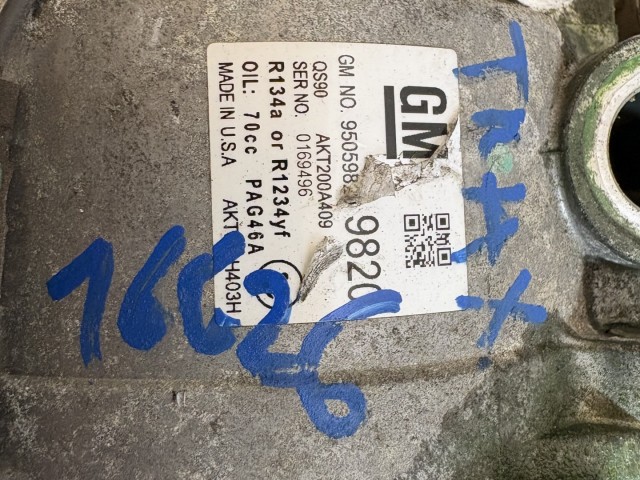 GM
GM NO. 9505982 9820
QS90 AKT200A409
SER NO. 0169496
R134a or R1234yf
OIL: 70cc PAG46A
MADE IN U.S.A H403H
TRAX